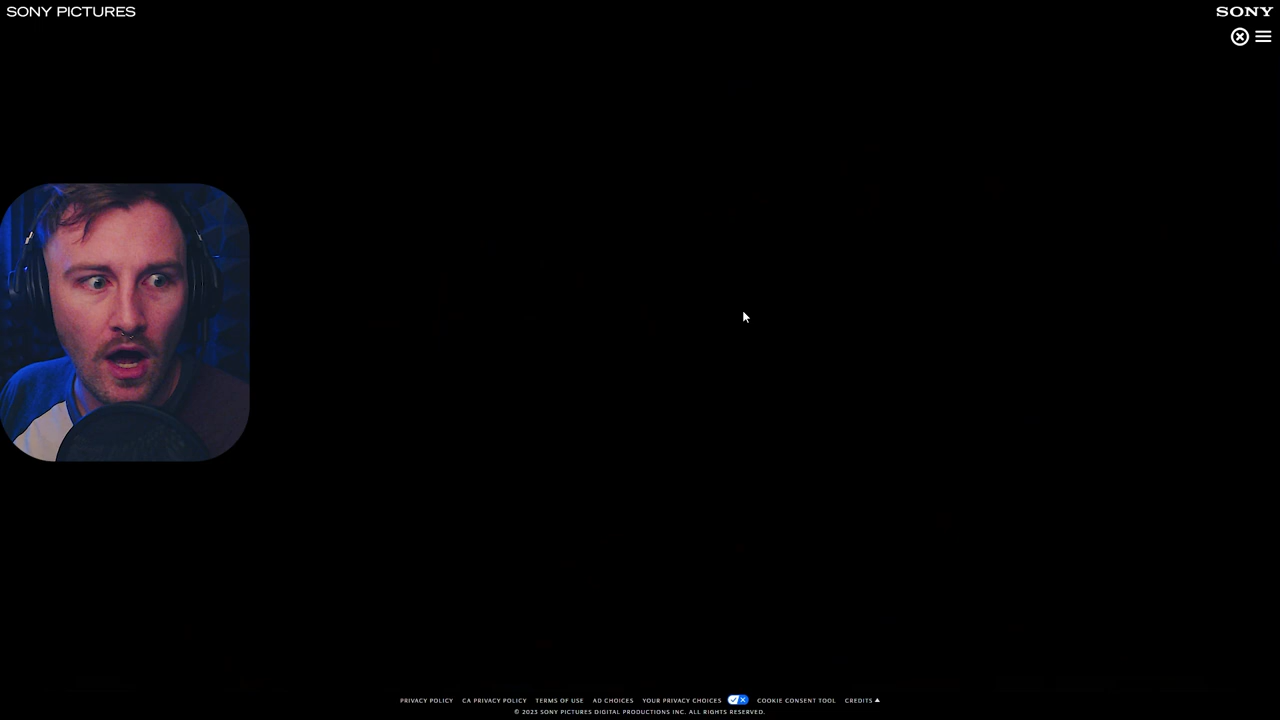 SONY PICTURES
SONY
PRIVACY POLICY CA PRIVACY POLICY TERMS OF USE AD CHOICES YOUR PRIVACY CHOICES COOKIE CONSENT TOOL CREDITS
© 2023 SONY PICTURES DIGITAL PRODUCTIONS INC. ALL RIGHTS RESERVED.